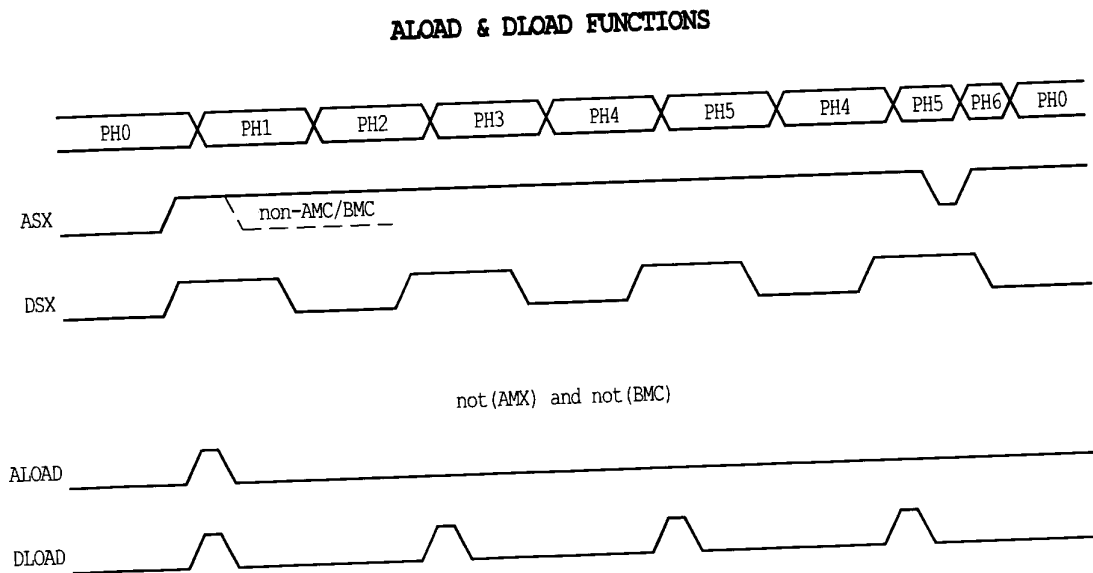 ALOAD & DLOAD FUNCTIONS
PH0 PH1 PH2 PH3 PH4 PH5 PH4 PH5 PH6 PH0
ASX
non-AMC/BMC
DSX
not(AMX) and not(BMC)
ALOAD
DLOAD